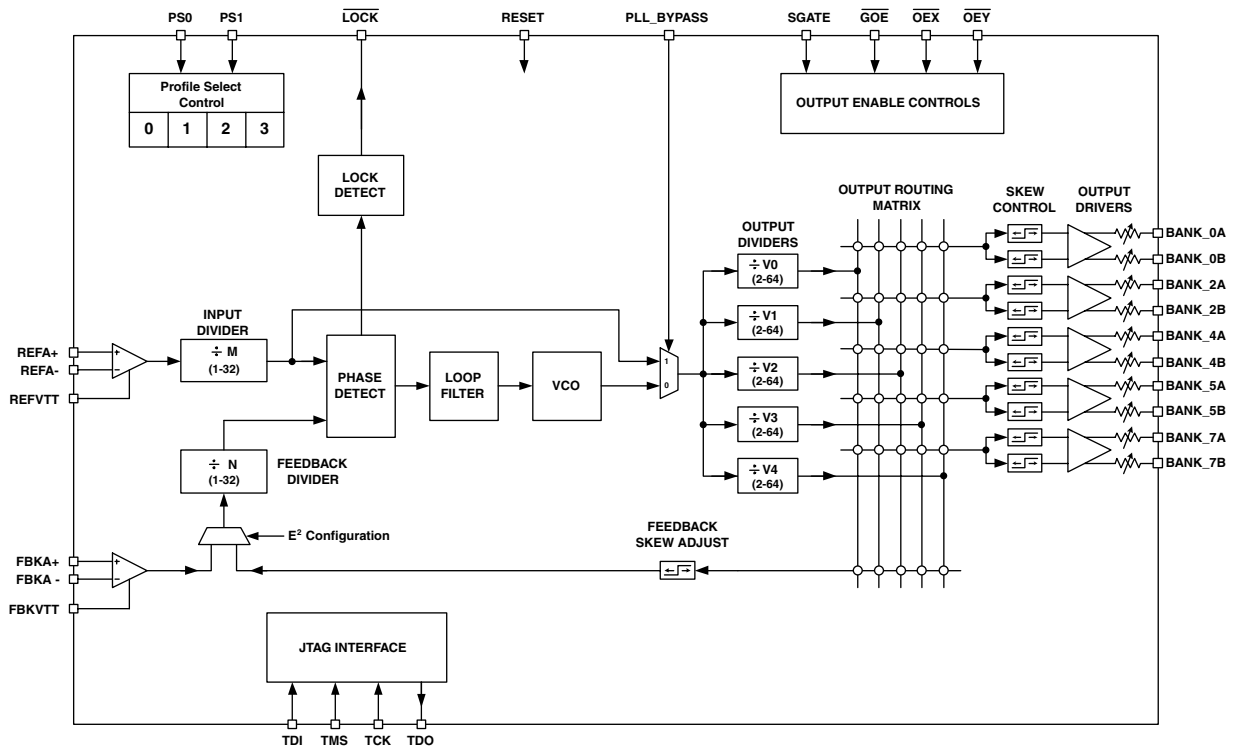 PS0 PS1 LOCK RESET PLL_BYPASS SGATE GOE OEX OEY
Profile Select
Control
0 1 2 3
OUTPUT ENABLE CONTROLS
LOCK
DETECT
OUTPUT ROUTING
MATRIX
SKEW
CONTROL
OUTPUT
DRIVERS
OUTPUT
DIVIDERS
÷ V0
(2-64)
÷ V1
(2-64)
÷ V2
(2-64)
÷ V3
(2-64)
÷ V4
(2-64)
BANK_0A
BANK_0B
BANK_2A
BANK_2B
BANK_4A
BANK_4B
BANK_5A
BANK_5B
BANK_7A
BANK_7B
INPUT
DIVIDER
÷ M
(1-32)
REFA+
REFA-
REFVTT
+
–
PHASE
DETECT
LOOP
FILTER
VCO
1
0
÷ N
(1-32)
FEEDBACK
DIVIDER
E² Configuration
FEEDBACK
SKEW ADJUST
FBKA+
FBKA -
FBKVTT
+
–
JTAG INTERFACE
TDI TMS TCK TDO